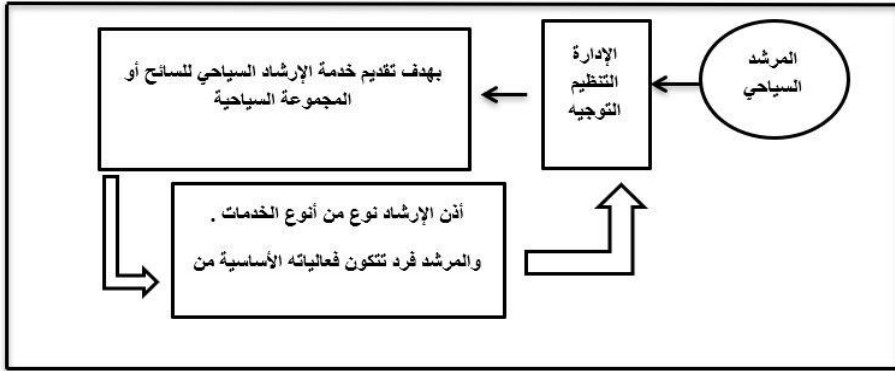 المرشد
السياحي
الإدارة
التنظيم
التوجيه
بهدف تقديم خدمة الإرشاد السياحي للسائح أو
المجموعة السياحية
أذن الإرشاد نوع من أنوع الخدمات .
والمرشد فرد تتكون فعالياته الأساسية من